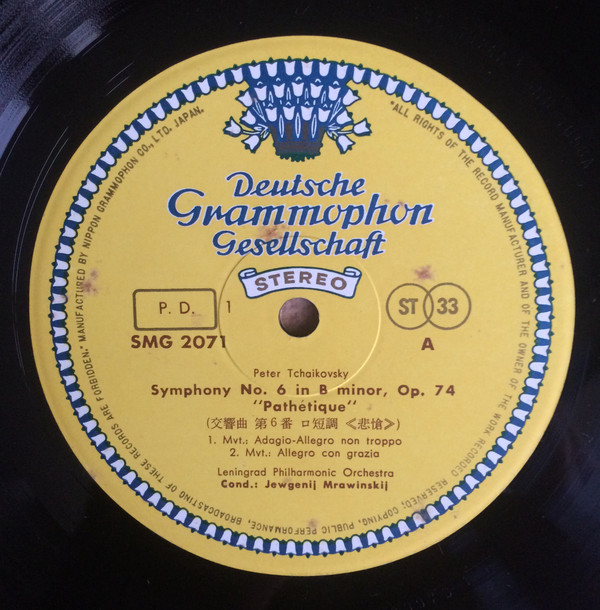 Deutsche
Grammophon
Gesellschaft
STEREO
P. D. 1
ST 33
SMG 2071
A
Peter Tchaikovsky
Symphony No. 6 in B minor, Op. 74
"Pathétique"
(交響曲 第6番 ロ短調 ≪悲愴≫)
1. Mvt.: Adagio-Allegro non troppo
2. Mvt.: Allegro con grazia
Leningrad Philharmonic Orchestra
Cond.: Jewgenij Mrawinskij
*ALL RIGHTS OF THE RECORD MANUFACTURER AND OF THE OWNER OF THE WORK RECORDED RESERVED; COPYING, PUBLIC PERFORMANCE, BROADCASTING OF THESE RECORDS ARE FORBIDDEN· MANUFACTURED BY NIPPON GRAMMOPHON CO., LTD. JAPAN.